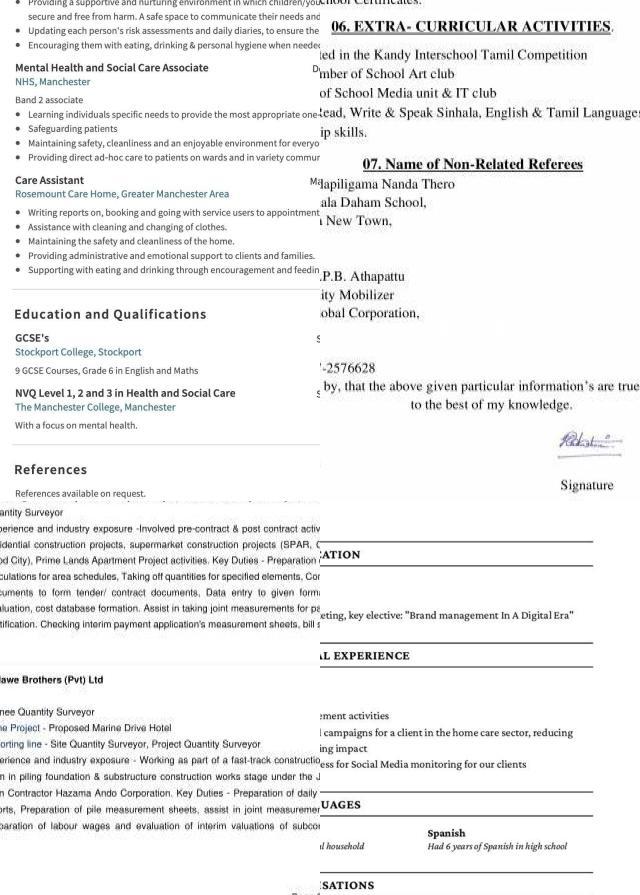 Providing a supportive and nurturing environment in which children/you
secure and free from harm. A safe space to communicate their needs and
Updating each person's risk assessments and daily diaries, to ensure the
Encouraging them with eating, drinking & personal hygiene when neede
Mental Health and Social Care Associate
NHS, Manchester
Band 2 associate
Learning individuals specific needs to provide the most appropriate one-
Safeguarding patients
Maintaining safety, cleanliness and an enjoyable environment for everyo
Providing direct ad-hoc care to patients on wards and in variety commur
Care Assistant
Rosemount Care Home, Greater Manchester Area
Writing reports on, booking and going with service users to appointment
Assistance with cleaning and changing of clothes.
Maintaining the safety and cleanliness of the home.
Providing administrative and emotional support to clients and families.
Supporting with eating and drinking through encouragement and feedin
Education and Qualifications
GCSE's
Stockport College, Stockport
9 GCSE Courses, Grade 6 in English and Maths
NVQ Level 1, 2 and 3 in Health and Social Care
The Manchester College, Manchester
With a focus on mental health.
References
References available on request.
chool Certificates.
06. EXTRA- CURRICULAR ACTIVITIES.
ted in the Kandy Interschool Tamil Competition
mber of School Art club
of School Media unit & IT club
Read, Write & Speak Sinhala, English & Tamil Languages
ip skills.
07. Name of Non-Related Referees
lapiligama Nanda Thero
ala Daham School,
New Town,
.P.B. Athapattu
ity Mobilizer
obal Corporation,
-2576628
by, that the above given particular information's are true
to the best of my knowledge.
Signature
antity Surveyor
perience and industry exposure -Involved pre-contract & post contract activ
idential construction projects, supermarket construction projects (SPAR, C
od City), Prime Lands Apartment Project activities. Key Duties - Preparation
culations for area schedules, Taking off quantities for specified elements, Cor
cuments to form tender/ contract documents, Data entry to given form
luation, cost database formation. Assist in taking joint measurements for pa
tification. Checking interim payment application's measurement sheets, bill s
lawe Brothers (Pvt) Ltd
nee Quantity Surveyor
ne Project - Proposed Marine Drive Hotel
orting line - Site Quantity Surveyor, Project Quantity Surveyor
perience and industry exposure - Working as part of a fast-track constructio
m in piling foundation & substructure construction works stage under the J
n Contractor Hazama Ando Corporation. Key Duties - Preparation of daily
orts, Preparation of pile measurement sheets, assist in joint measuremer
paration of labour wages and evaluation of interim valuations of subcor
CATION
eting, key elective: "Brand management In A Digital Era"
AL EXPERIENCE
ement activities
l campaigns for a client in the home care sector, reducing
ing impact
ess for Social Media monitoring for our clients
UAGES
Spanish
l household Had 6 years of Spanish in high school
SATIONS